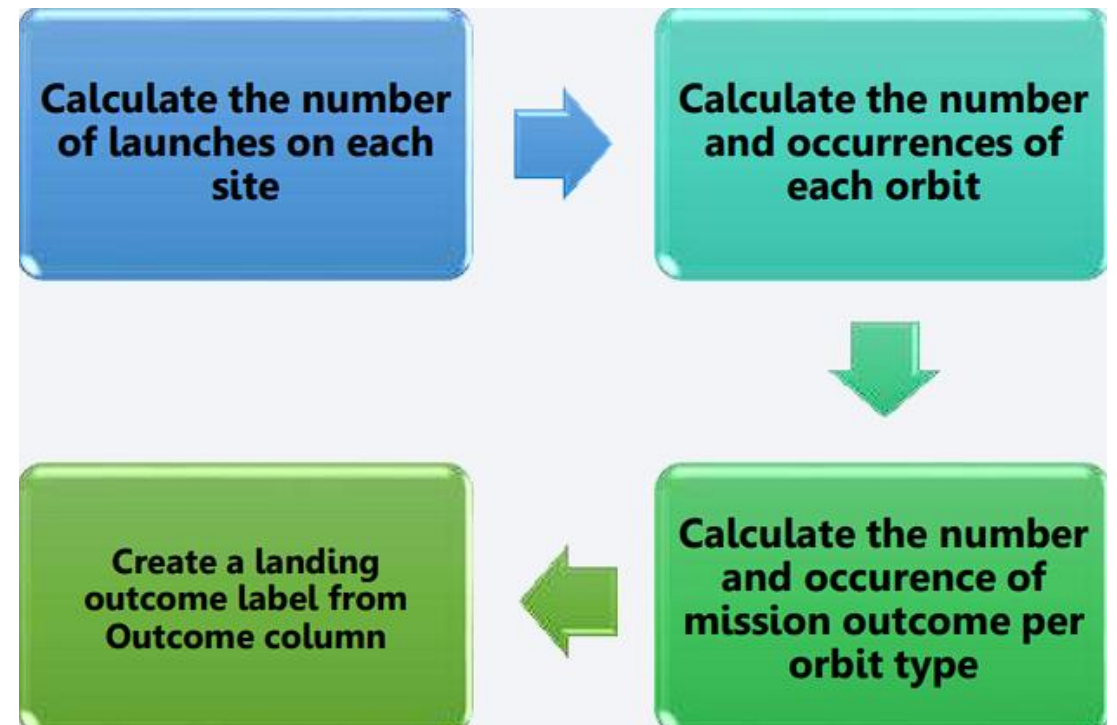 Calculate the number
of launches on each
site
Calculate the number
and occurrences of
each orbit
Calculate the number
and occurence of
mission outcome per
orbit type
Create a landing
outcome label from
Outcome column